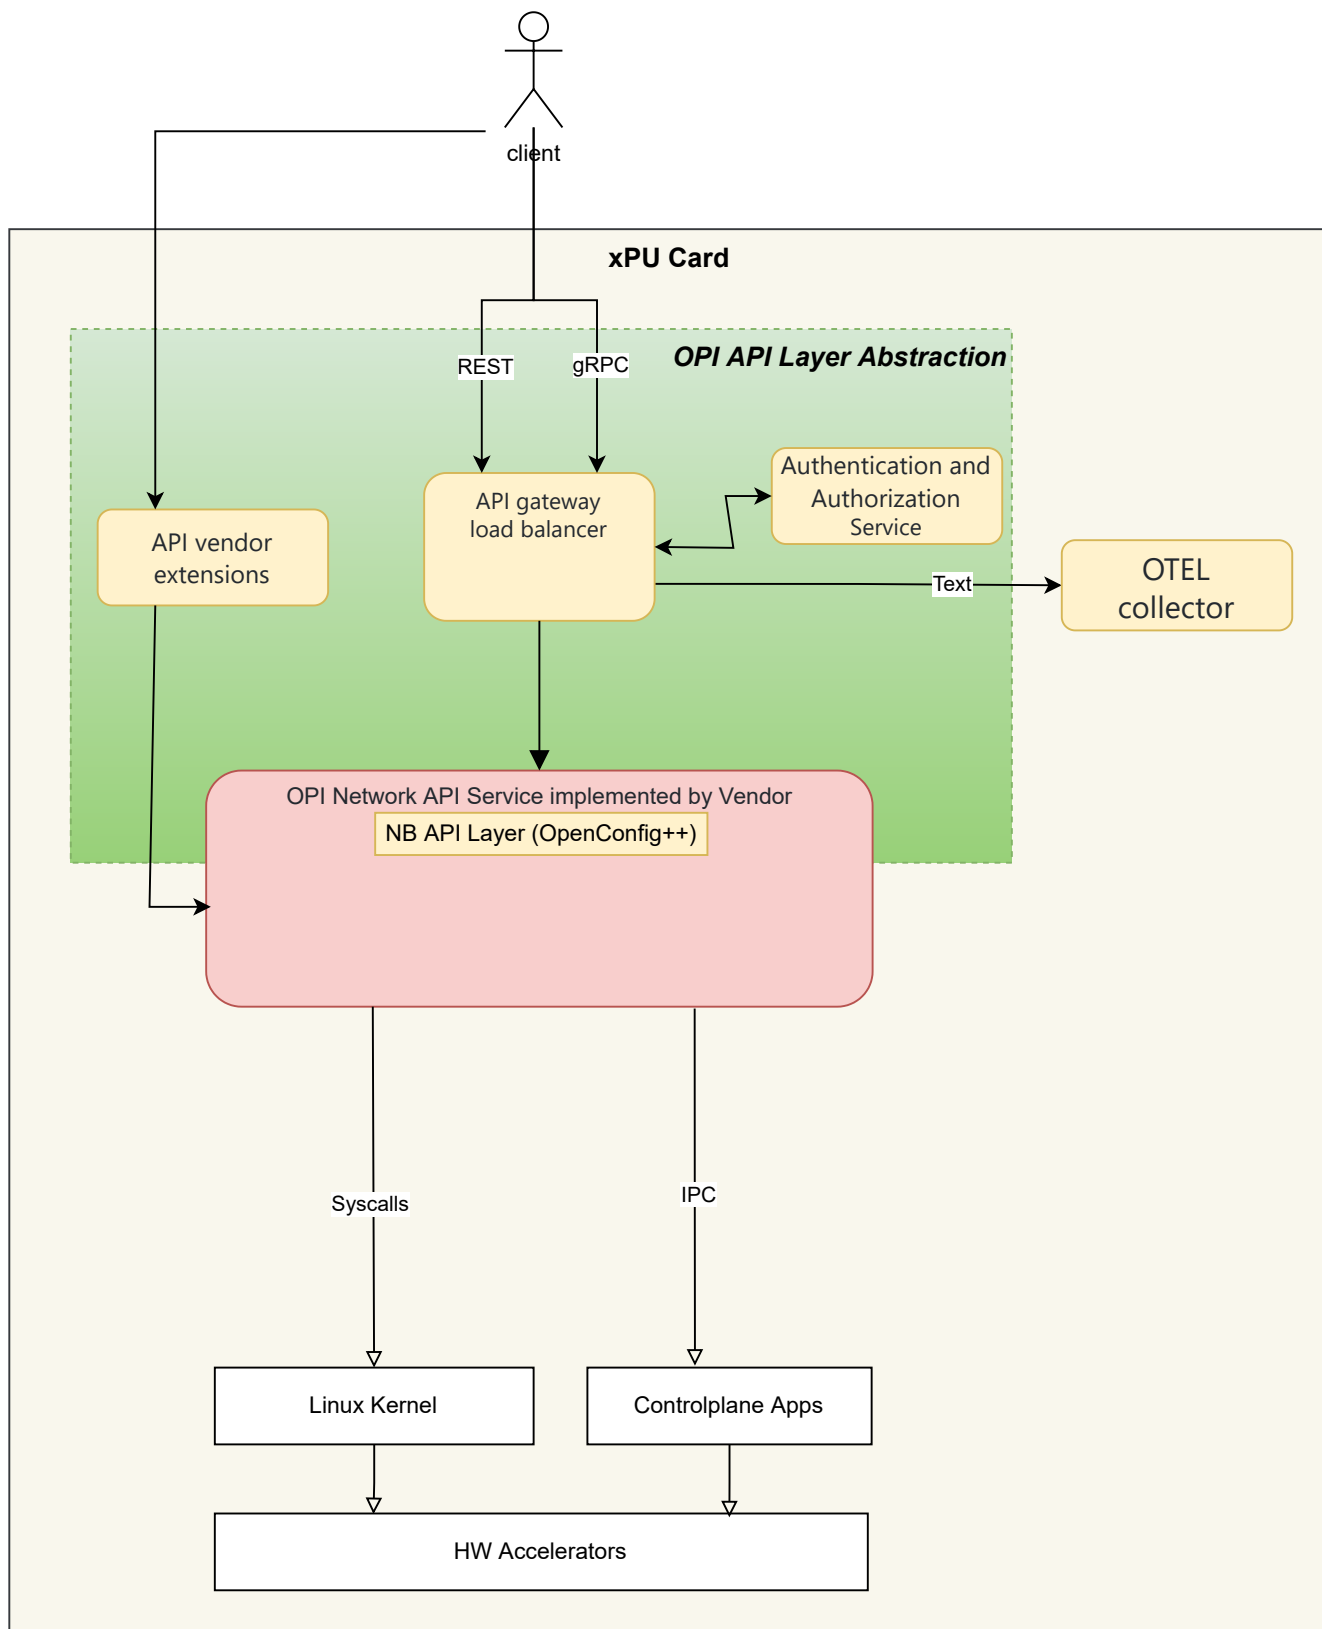 client
xPU Card
OPI API Layer Abstraction
REST
gRPC
Authentication and
Authorization
Service
API gateway
load balancer
API vendor
extensions
Text
OTEL
collector
OPI Network API Service implemented by Vendor
NB API Layer (OpenConfig++)
Syscalls
IPC
Linux Kernel
Controlplane Apps
HW Accelerators